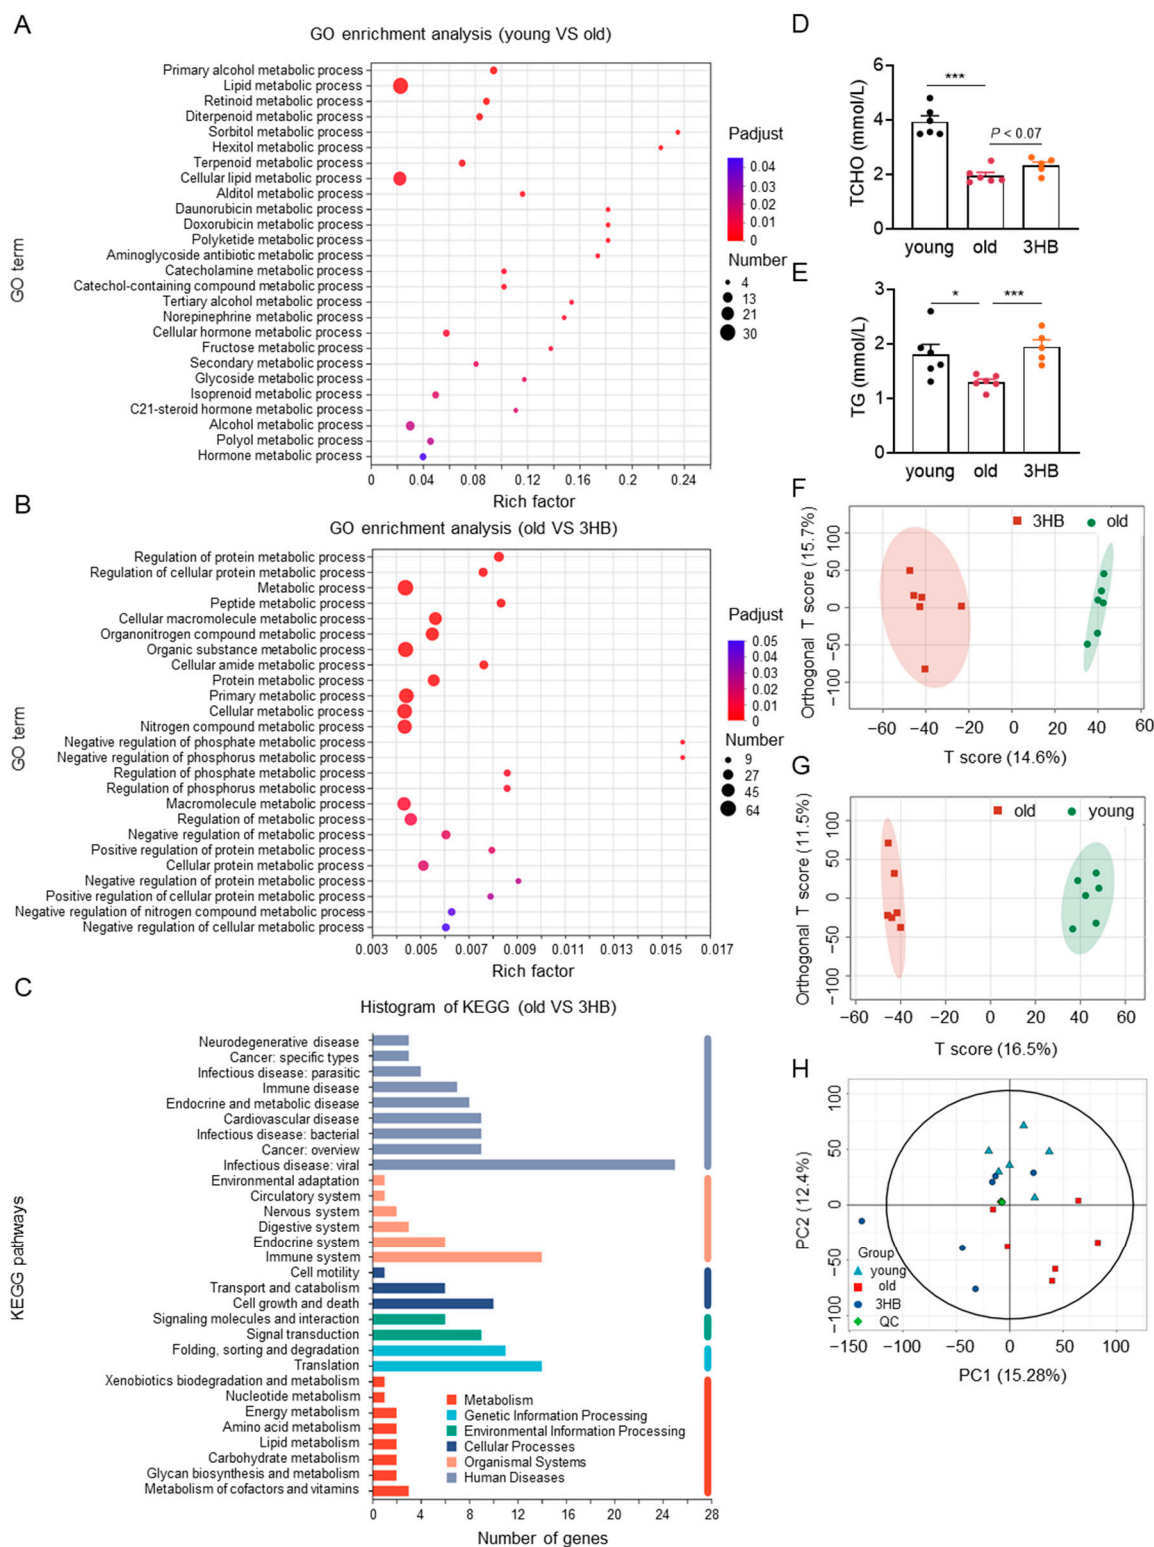 A
GO enrichment analysis (young VS old)
GO term
Primary alcohol metabolic process
Lipid metabolic process
Retinoid metabolic process
Diterpenoid metabolic process
Sorbitol metabolic process
Hexitol metabolic process
Terpenoid metabolic process
Cellular lipid metabolic process
Alditol metabolic process
Daunorubicin metabolic process
Doxorubicin metabolic process
Polyketide metabolic process
Aminoglycoside antibiotic metabolic process
Catecholamine metabolic process
Catechol-containing compound metabolic process
Tertiary alcohol metabolic process
Norepinephrine metabolic process
Cellular hormone metabolic process
Fructose metabolic process
Secondary metabolic process
Glycoside metabolic process
Isoprenoid metabolic process
C21-steroid hormone metabolic process
Alcohol metabolic process
Polyol metabolic process
Hormone metabolic process
0 0.04 0.08 0.12 0.16 0.20 0.24
Rich factor
Padjust
0.04
0.03
0.02
0.01
0
Number
4
13
21
30
B
GO enrichment analysis (old VS 3HB)
GO term
Regulation of protein metabolic process
Regulation of cellular protein metabolic process
Metabolic process
Peptide metabolic process
Cellular macromolecule metabolic process
Organonitrogen compound metabolic process
Organic substance metabolic process
Cellular amide metabolic process
Protein metabolic process
Primary metabolic process
Cellular metabolic process
Nitrogen compound metabolic process
Negative regulation of phosphate metabolic process
Negative regulation of phosphorus metabolic process
Regulation of phosphate metabolic process
Regulation of phosphorus metabolic process
Macromolecule metabolic process
Regulation of metabolic process
Negative regulation of metabolic process
Positive regulation of protein metabolic process
Cellular protein metabolic process
Negative regulation of protein metabolic process
Positive regulation of cellular protein metabolic process
Negative regulation of nitrogen compound metabolic process
Negative regulation of cellular metabolic process
0.003 0.005 0.007 0.009 0.011 0.013 0.015 0.017
Rich factor
Padjust
0.05
0.04
0.03
0.02
0.01
0
Number
9
27
45
64
C
Histogram of KEGG (old VS 3HB)
KEGG pathways
Neurodegenerative disease
Cancer: specific types
Infectious disease: parasitic
Immune disease
Endocrine and metabolic disease
Cardiovascular disease
Infectious disease: bacterial
Cancer: overview
Infectious disease: viral
Environmental adaptation
Circulatory system
Nervous system
Digestive system
Endocrine system
Immune system
Cell motility
Transport and catabolism
Cell growth and death
Signaling molecules and interaction
Signal transduction
Folding, sorting and degradation
Translation
Xenobiotics biodegradation and metabolism
Nucleotide metabolism
Energy metabolism
Amino acid metabolism
Lipid metabolism
Carbohydrate metabolism
Glycan biosynthesis and metabolism
Metabolism of cofactors and vitamins
Metabolism
Genetic Information Processing
Environmental Information Processing
Cellular Processes
Organismal Systems
Human Diseases
0 4 8 12 16 20 24 28
Number of genes
D
TCHO (mmol/L)
6
4
2
0
***
P < 0.07
young old 3HB
E
TG (mmol/L)
3
2
1
0
* ***
young old 3HB
F
Orthogonal T score (15.7%)
3HB old
100
50
0
−50
−100
−60 −40 −20 0 20 40 60
T score (14.6%)
G
Orthogonal T score (11.5%)
old young
100
50
0
−50
−100
−60 −40 −20 0 20 40 60
T score (16.5%)
H
PC2 (12.4%)
100
50
0
−50
−100
Group
young
old
3HB
QC
−150 −100 −50 0 50 100
PC1 (15.28%)